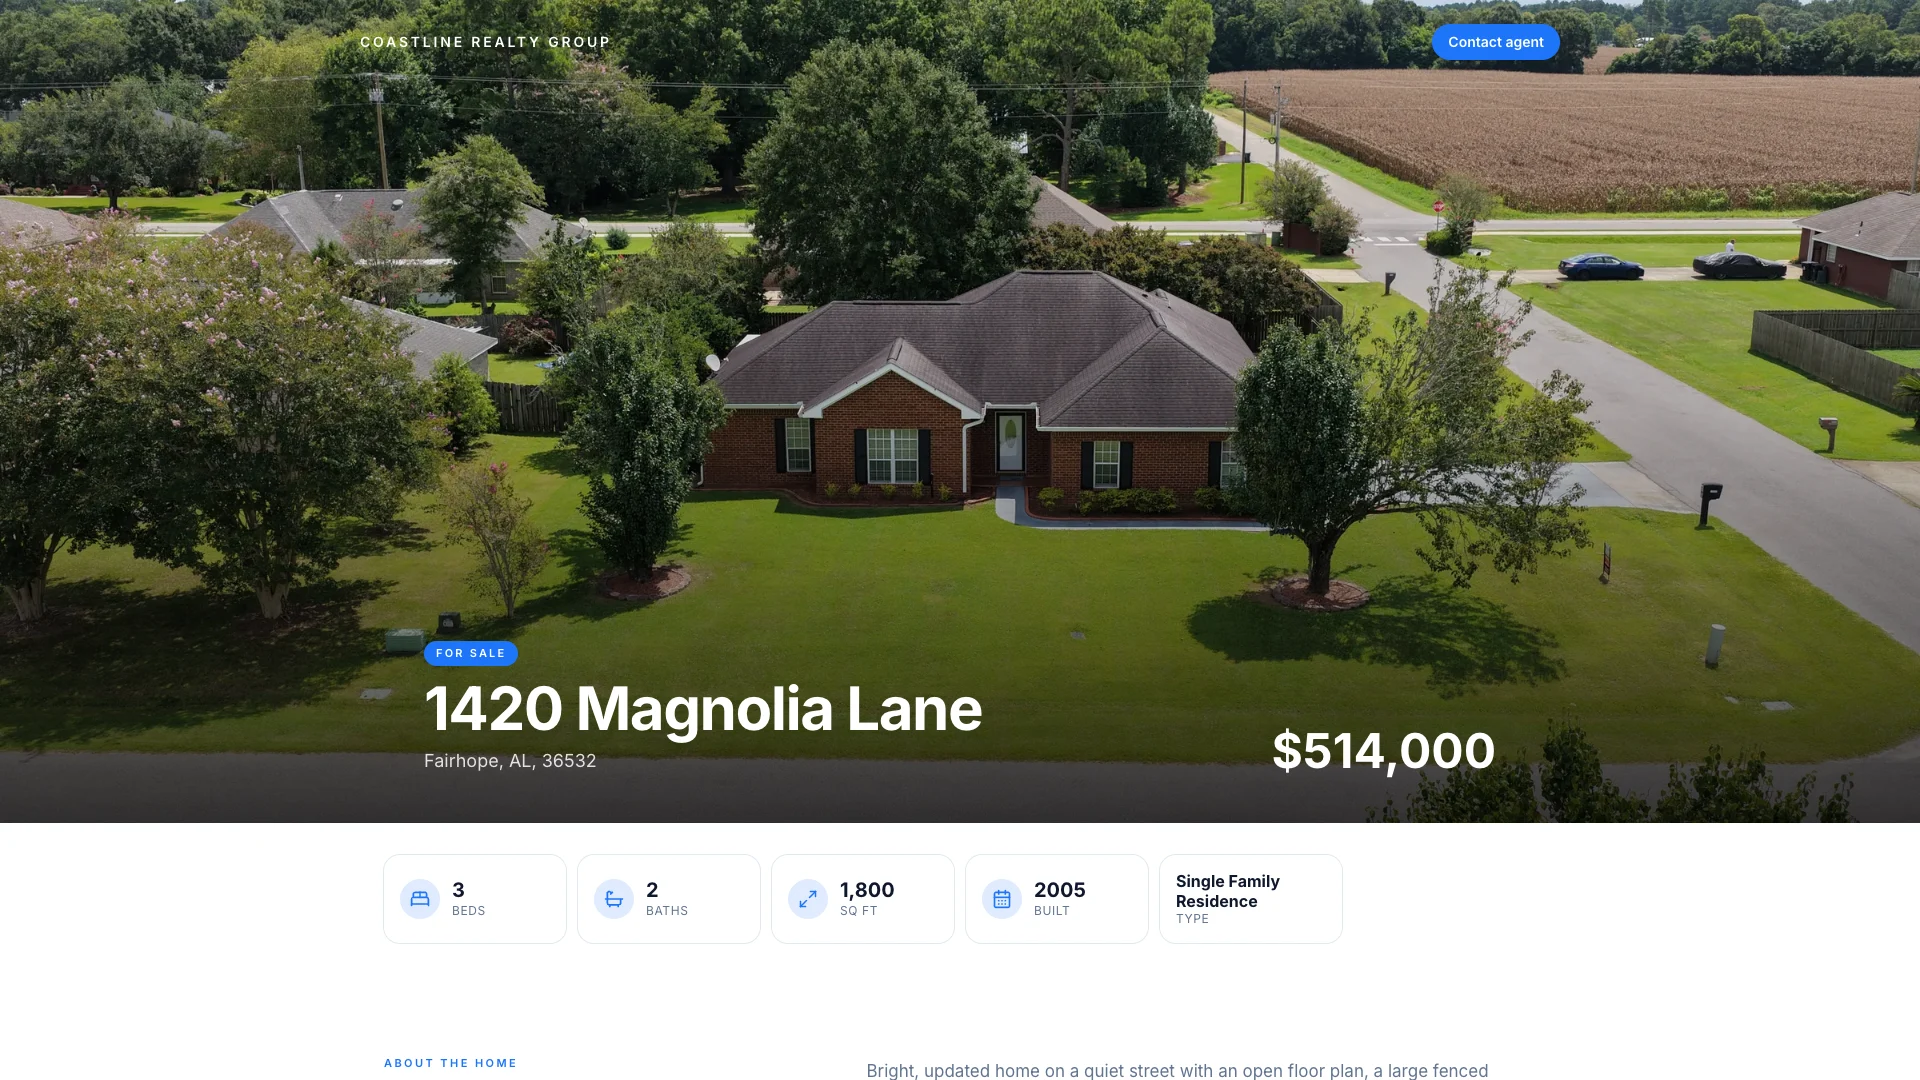 COASTLINE REALTY GROUP
Contact agent
FOR SALE
1420 Magnolia Lane
Fairhope, AL, 36532
$514,000
3
BEDS
2
BATHS
1,800
SQ FT
2005
BUILT
Single Family
Residence
TYPE
ABOUT THE HOME
Bright, updated home on a quiet street with an open floor plan, a large fenced